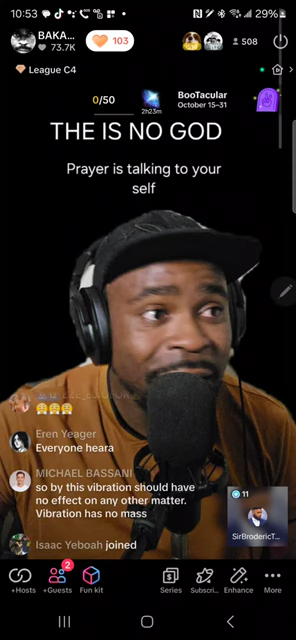 10:53
29%
BAKA...
73.7K
103
508
League C4
0/50
2h23m
BooTacular
October 15–31
THE IS NO GOD
Prayer is talking to your
self
Eren Yeager
Everyone heara
MICHAEL BASSANI
so by this vibration should have
no effect on any other matter.
Vibration has no mass
11
SirBrodericT...
Isaac Yeboah joined
2
+Hosts
+Guests
Fun kit
Series
Subscri...
Enhance
More